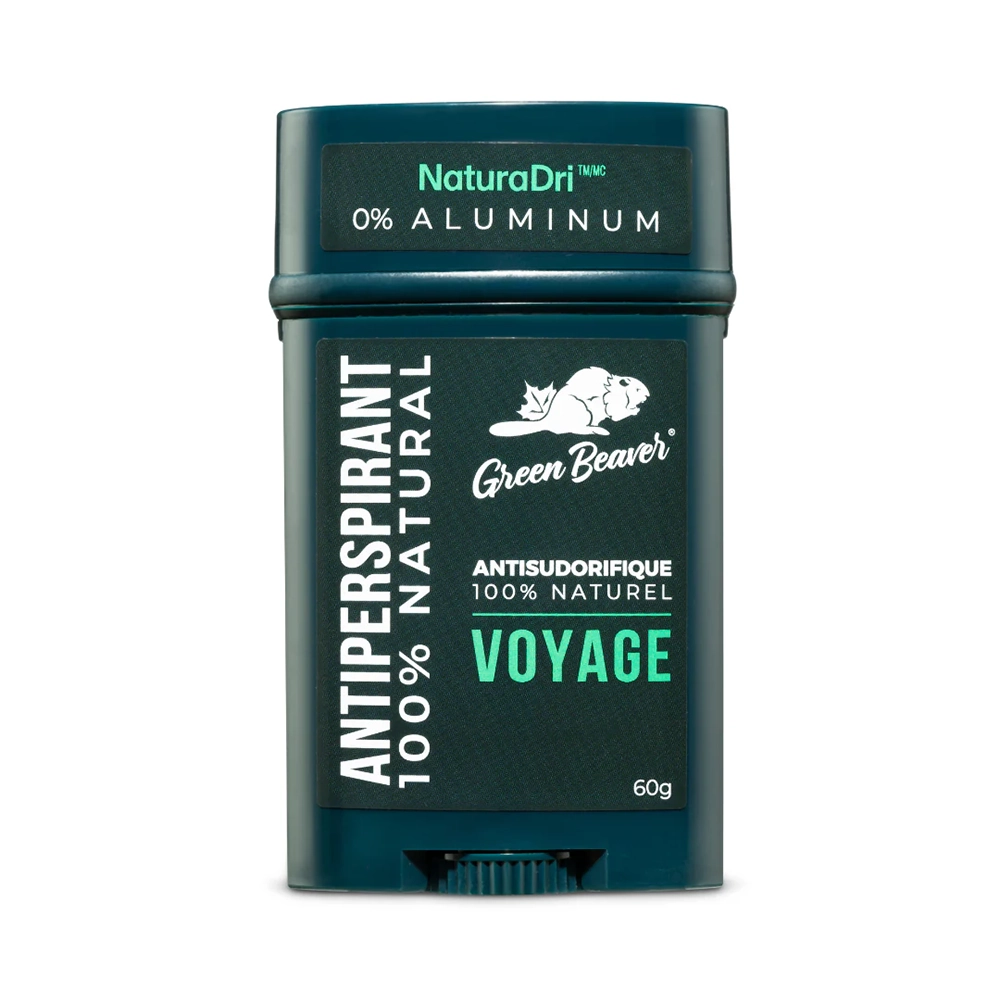 NaturaDri™/MC
0% ALUMINUM
ANTIPERSPIRANT
100% NATURAL
Green Beaver®
ANTISUDORIFIQUE
100% NATUREL
VOYAGE
60g